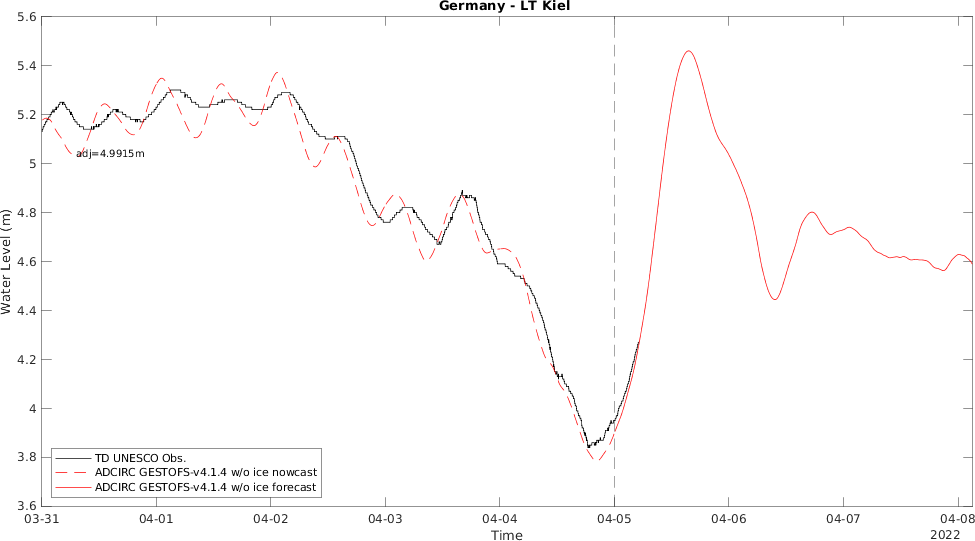 Germany - LT Kiel
5.6
5.4
5.2
5
4.8
4.6
4.4
4.2
4
3.8
3.6
Water Level (m)
adj=4.9915m
TD UNESCO Obs.
ADCIRC GESTOFS-v4.1.4 w/o ice nowcast
ADCIRC GESTOFS-v4.1.4 w/o ice forecast
03-31 04-01 04-02 04-03 04-04 04-05 04-06 04-07 04-08
Time 2022